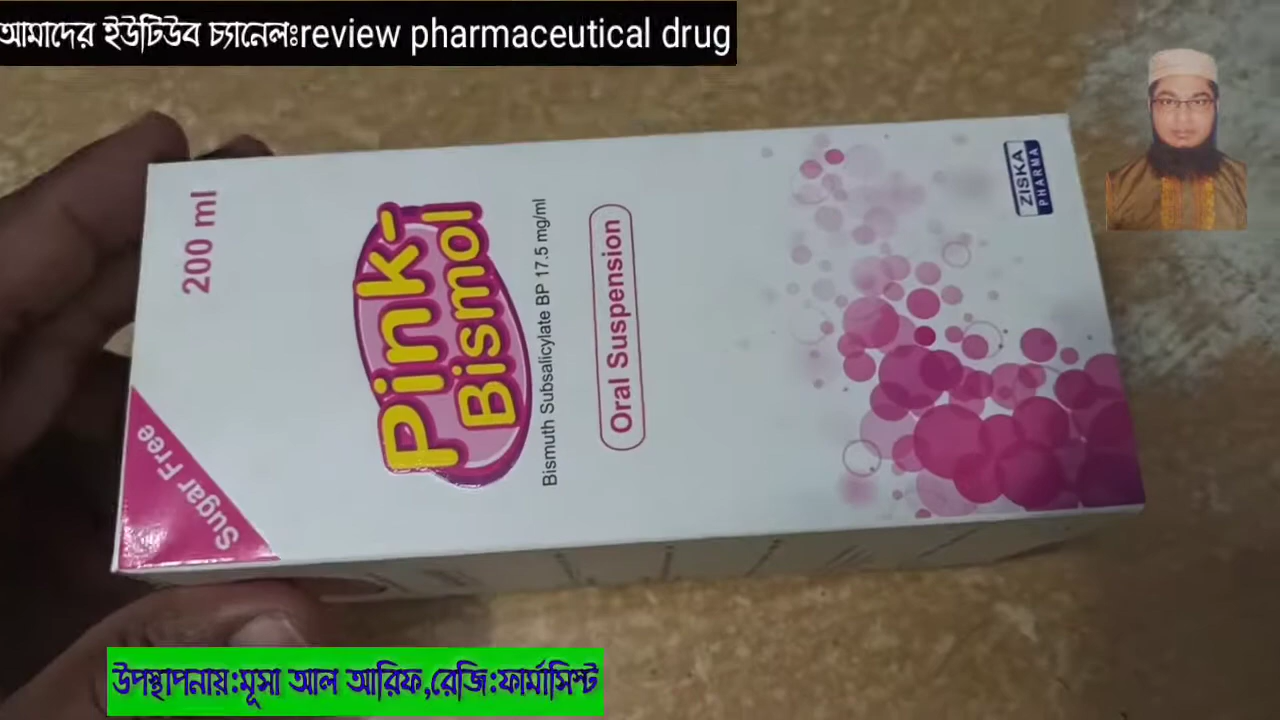 আমাদের ইউটিউব চ্যানেলঃreview pharmaceutical drug
200 ml
Pink-
Bismol
Bismuth Subsalicylate BP 17.5 mg/ml
Oral Suspension
Sugar Free
ZISKA
PHARMA
উপস্থাপনায়:মূসা আল আরিফ,রেজি:ফার্মাসিস্ট